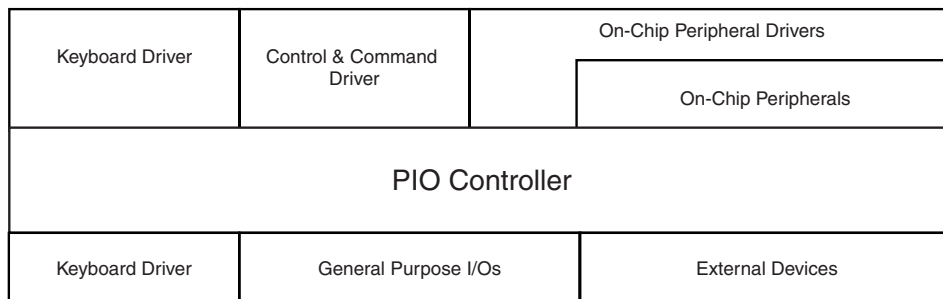 Keyboard Driver
Control & Command
Driver
On-Chip Peripheral Drivers
On-Chip Peripherals
PIO Controller
Keyboard Driver
General Purpose I/Os
External Devices